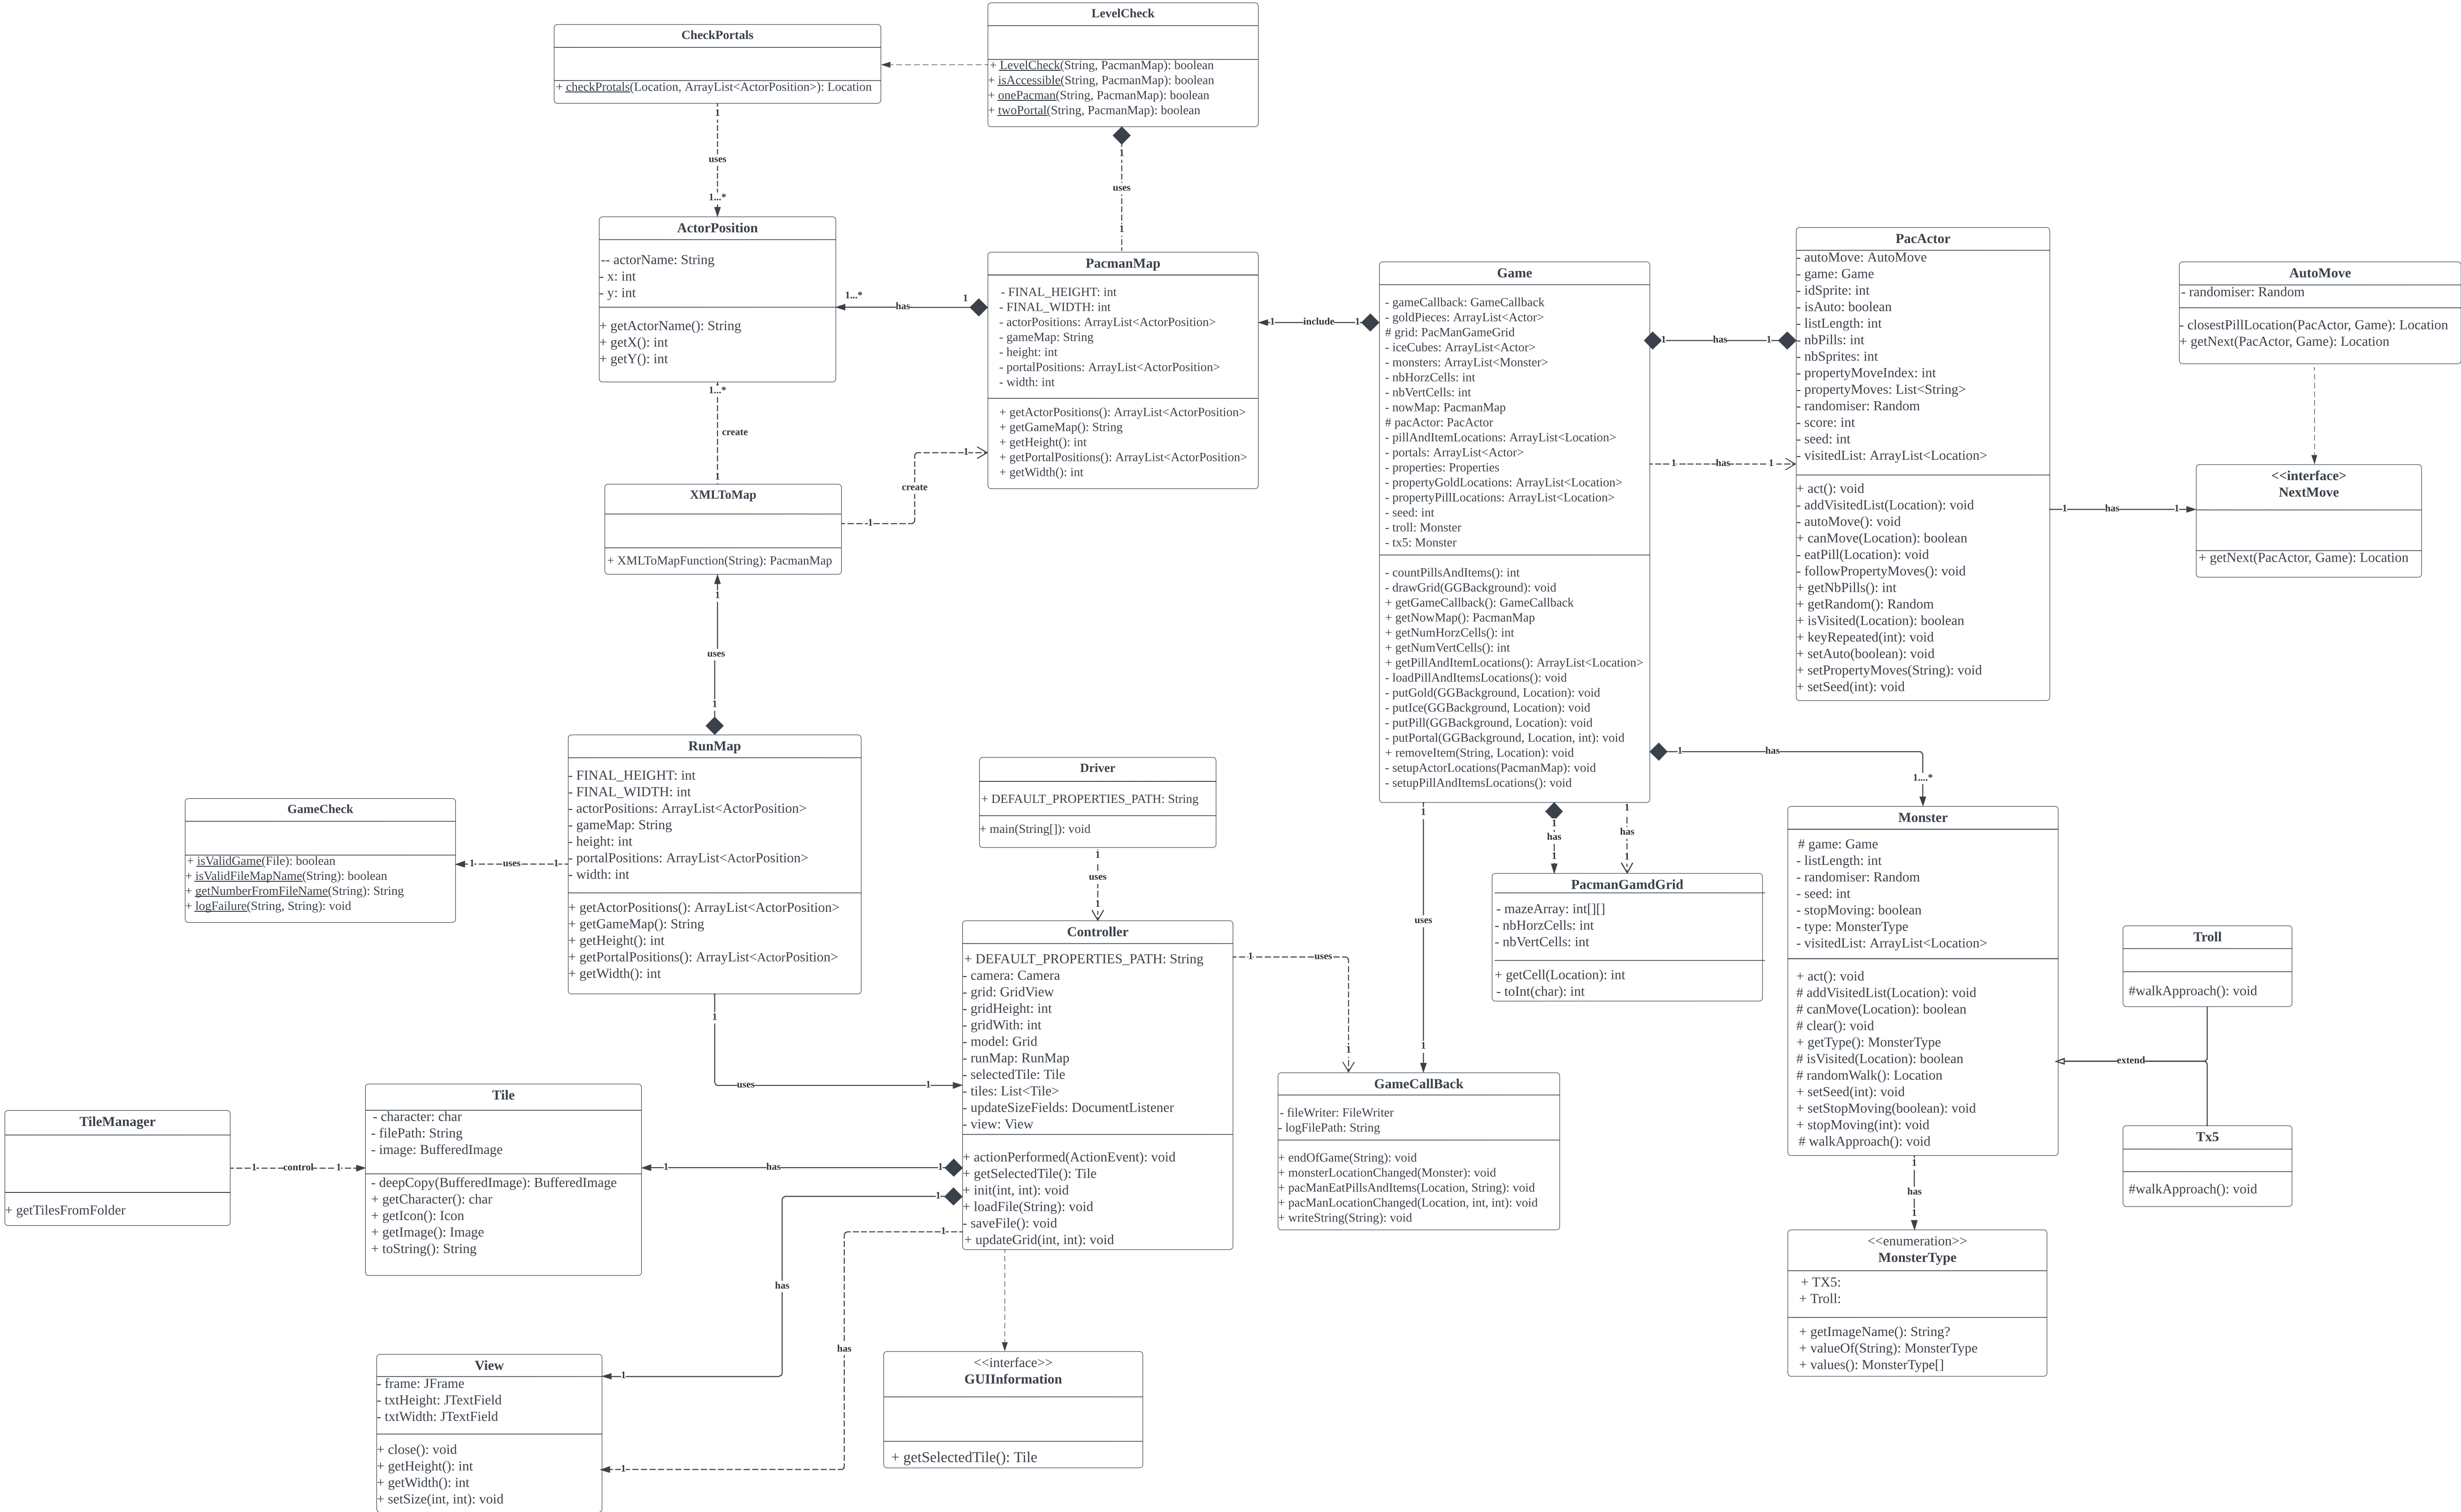 LevelCheck
+ LevelCheck(String, PacmanMap): boolean
+ isAccessible(String, PacmanMap): boolean
+ onePacman(String, PacmanMap): boolean
+ twoPortal(String, PacmanMap): boolean
CheckPortals
+ checkProtals(Location, ArrayList<ActorPosition>): Location
1
uses
1...*
1
uses
1
ActorPosition
-- actorName: String
- x: int
- y: int
+ getActorName(): String
+ getX(): int
+ getY(): int
1...*
has
1
PacmanMap
- FINAL_HEIGHT: int
- FINAL_WIDTH: int
- actorPositions: ArrayList<ActorPosition>
- gameMap: String
- height: int
- portalPositions: ArrayList<ActorPosition>
- width: int
+ getActorPositions(): ArrayList<ActorPosition>
+ getGameMap(): String
+ getHeight(): int
+ getPortalPositions(): ArrayList<ActorPosition>
+ getWidth(): int
1
include
1
Game
- gameCallback: GameCallback
- goldPieces: ArrayList<Actor>
# grid: PacManGameGrid
- iceCubes: ArrayList<Actor>
- monsters: ArrayList<Monster>
- nbHorzCells: int
- nbVertCells: int
- nowMap: PacmanMap
# pacActor: PacActor
- pillAndItemLocations: ArrayList<Location>
- portals: ArrayList<Actor>
- properties: Properties
- propertyGoldLocations: ArrayList<Location>
- propertyPillLocations: ArrayList<Location>
- seed: int
- troll: Monster
- tx5: Monster
- countPillsAndItems(): int
- drawGrid(GGBackground): void
+ getGameCallback(): GameCallback
+ getNowMap(): PacmanMap
+ getNumHorzCells(): int
+ getNumVertCells(): int
+ getPillAndItemLocations(): ArrayList<Location>
- loadPillAndItemsLocations(): void
- putGold(GGBackground, Location): void
- putIce(GGBackground, Location): void
- putPill(GGBackground, Location): void
- putPortal(GGBackground, Location, int): void
+ removeItem(String, Location): void
- setupActorLocations(PacmanMap): void
- setupPillAndItemsLocations(): void
1
has
1
1
has
1
PacActor
- autoMove: AutoMove
- game: Game
- idSprite: int
- isAuto: boolean
- listLength: int
- nbPills: int
- nbSprites: int
- propertyMoveIndex: int
- propertyMoves: List<String>
- randomiser: Random
- score: int
- seed: int
- visitedList: ArrayList<Location>
+ act(): void
- addVisitedList(Location): void
- autoMove(): void
+ canMove(Location): boolean
- eatPill(Location): void
- followPropertyMoves(): void
+ getNbPills(): int
+ getRandom(): Random
+ isVisited(Location): boolean
+ keyRepeated(int): void
+ setAuto(boolean): void
+ setPropertyMoves(String): void
+ setSeed(int): void
AutoMove
- randomiser: Random
- closestPillLocation(PacActor, Game): Location
+ getNext(PacActor, Game): Location
1
has
1
<<interface>
NextMove
+ getNext(PacActor, Game): Location
1...*
create
1
XMLToMap
+ XMLToMapFunction(String): PacmanMap
1
create
1
1
uses
1
RunMap
- FINAL_HEIGHT: int
- FINAL_WIDTH: int
- actorPositions: ArrayList<ActorPosition>
- gameMap: String
- height: int
- portalPositions: ArrayList<ActorPosition>
- width: int
+ getActorPositions(): ArrayList<ActorPosition>
+ getGameMap(): String
+ getHeight(): int
+ getPortalPositions(): ArrayList<ActorPosition>
+ getWidth(): int
GameCheck
+ isValidGame(File): boolean
+ isValidFileMapName(String): boolean
+ getNumberFromFileName(String): String
+ logFailure(String, String): void
1
uses
1
Driver
+ DEFAULT_PROPERTIES_PATH: String
+ main(String[]): void
1
uses
1
1
uses
1
Controller
+ DEFAULT_PROPERTIES_PATH: String
- camera: Camera
- grid: GridView
- gridHeight: int
- gridWith: int
- model: Grid
- runMap: RunMap
- selectedTile: Tile
- tiles: List<Tile>
- updateSizeFields: DocumentListener
- view: View
+ actionPerformed(ActionEvent): void
+ getSelectedTile(): Tile
+ init(int, int): void
+ loadFile(String): void
- saveFile(): void
+ updateGrid(int, int): void
1
uses
1
1
uses
1
GameCallBack
- fileWriter: FileWriter
- logFilePath: String
+ endOfGame(String): void
+ monsterLocationChanged(Monster): void
+ pacManEatPillsAndItems(Location, String): void
+ pacManLocationChanged(Location, int, int): void
+ writeString(String): void
1
has
1
1
has
1
PacmanGamdGrid
- mazeArray: int[][]
- nbHorzCells: int
- nbVertCells: int
+ getCell(Location): int
- toInt(char): int
1
has
1....*
Monster
# game: Game
- listLength: int
- randomiser: Random
- seed: int
- stopMoving: boolean
- type: MonsterType
- visitedList: ArrayList<Location>
+ act(): void
# addVisitedList(Location): void
# canMove(Location): boolean
# clear(): void
+ getType(): MonsterType
# isVisited(Location): boolean
# randomWalk(): Location
+ setSeed(int): void
+ setStopMoving(boolean): void
+ stopMoving(int): void
# walkApproach(): void
Troll
#walkApproach(): void
extend
Tx5
#walkApproach(): void
1
has
1
<<enumeration>>
MonsterType
+ TX5:
+ Troll:
+ getImageName(): String?
+ valueOf(String): MonsterType
+ values(): MonsterType[]
TileManager
+ getTilesFromFolder
1
control
1
Tile
- character: char
- filePath: String
- image: BufferedImage
- deepCopy(BufferedImage): BufferedImage
+ getCharacter(): char
+ getIcon(): Icon
+ getImage(): Image
+ toString(): String
1
has
1
1
has
1
1
has
1
View
- frame: JFrame
- txtHeight: JTextField
- txtWidth: JTextField
+ close(): void
+ getHeight(): int
+ getWidth(): int
+ setSize(int, int): void
<<interface>>
GUIInformation
+ getSelectedTile(): Tile